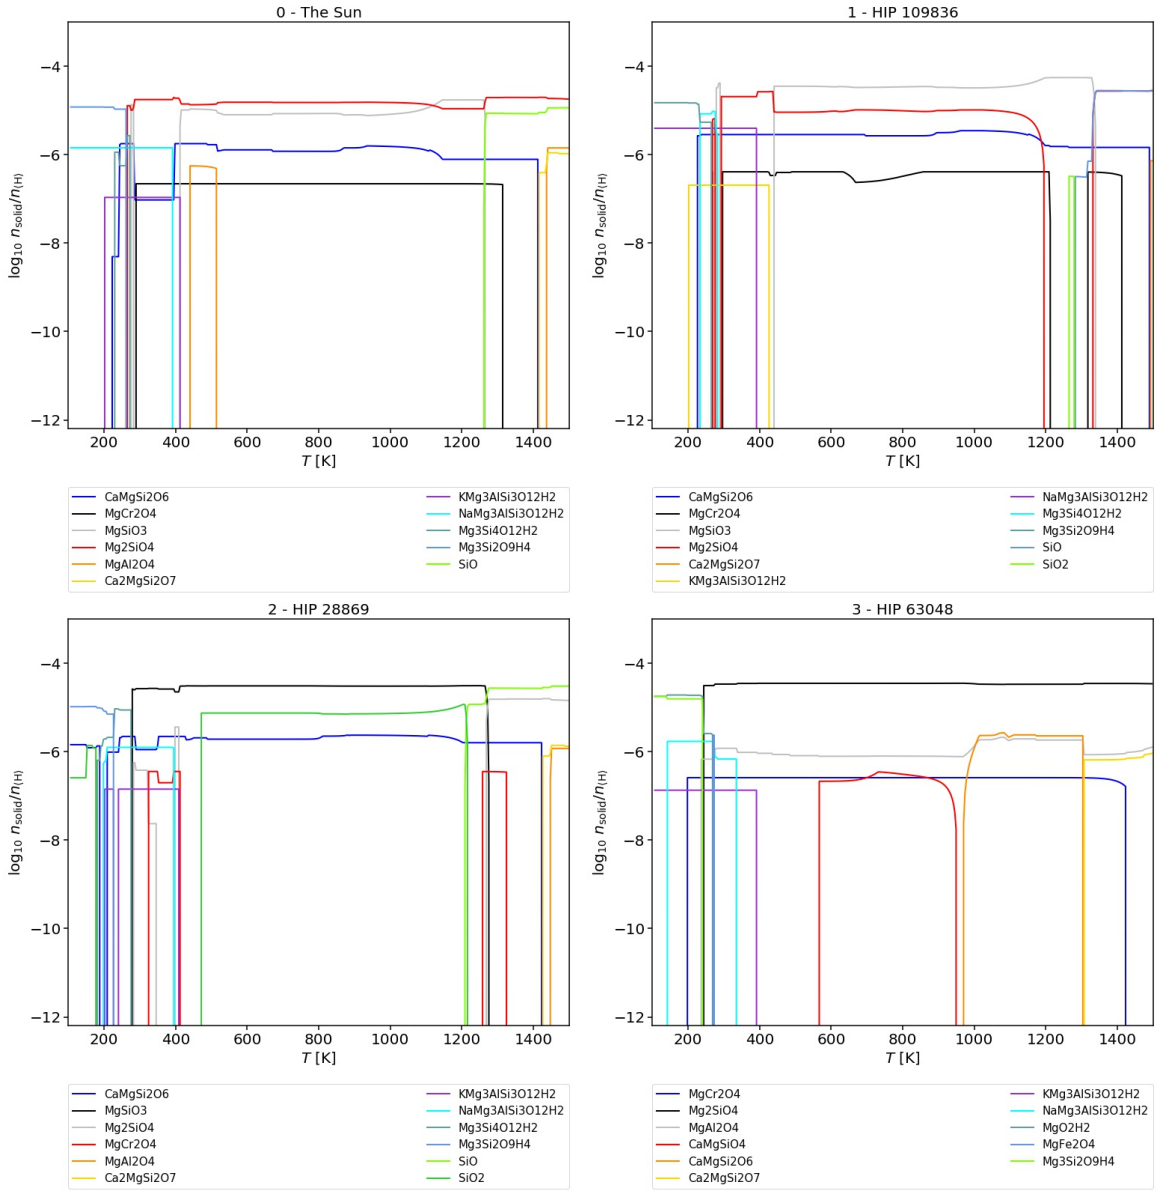 0 - The Sun
−4
−6
−8
−10
−12
log10 nsolid/n⟨H⟩
200 400 600 800 1000 1200 1400
T [K]
CaMgSi2O6
MgCr2O4
MgSiO3
Mg2SiO4
MgAl2O4
Ca2MgSi2O7
KMg3AlSi3O12H2
NaMg3AlSi3O12H2
Mg3Si4O12H2
Mg3Si2O9H4
SiO
1 - HIP 109836
−4
−6
−8
−10
−12
log10 nsolid/n⟨H⟩
200 400 600 800 1000 1200 1400
T [K]
CaMgSi2O6
MgCr2O4
MgSiO3
Mg2SiO4
Ca2MgSi2O7
KMg3AlSi3O12H2
NaMg3AlSi3O12H2
Mg3Si4O12H2
Mg3Si2O9H4
SiO
SiO2
2 - HIP 28869
−4
−6
−8
−10
−12
log10 nsolid/n⟨H⟩
200 400 600 800 1000 1200 1400
T [K]
CaMgSi2O6
MgSiO3
Mg2SiO4
MgCr2O4
MgAl2O4
Ca2MgSi2O7
KMg3AlSi3O12H2
NaMg3AlSi3O12H2
Mg3Si4O12H2
Mg3Si2O9H4
SiO
SiO2
3 - HIP 63048
−4
−6
−8
−10
−12
log10 nsolid/n⟨H⟩
200 400 600 800 1000 1200 1400
T [K]
MgCr2O4
Mg2SiO4
MgAl2O4
CaMgSiO4
CaMgSi2O6
Ca2MgSi2O7
KMg3AlSi3O12H2
NaMg3AlSi3O12H2
MgO2H2
MgFe2O4
Mg3Si2O9H4